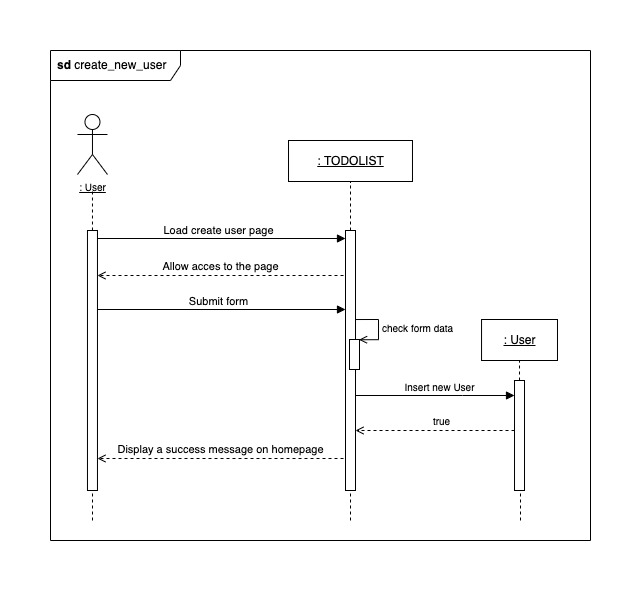 sd create_new_user
: User
: TODOLIST
Load create user page
Allow acces to the page
Submit form
check form data
: User
Insert new User
true
Display a success message on homepage